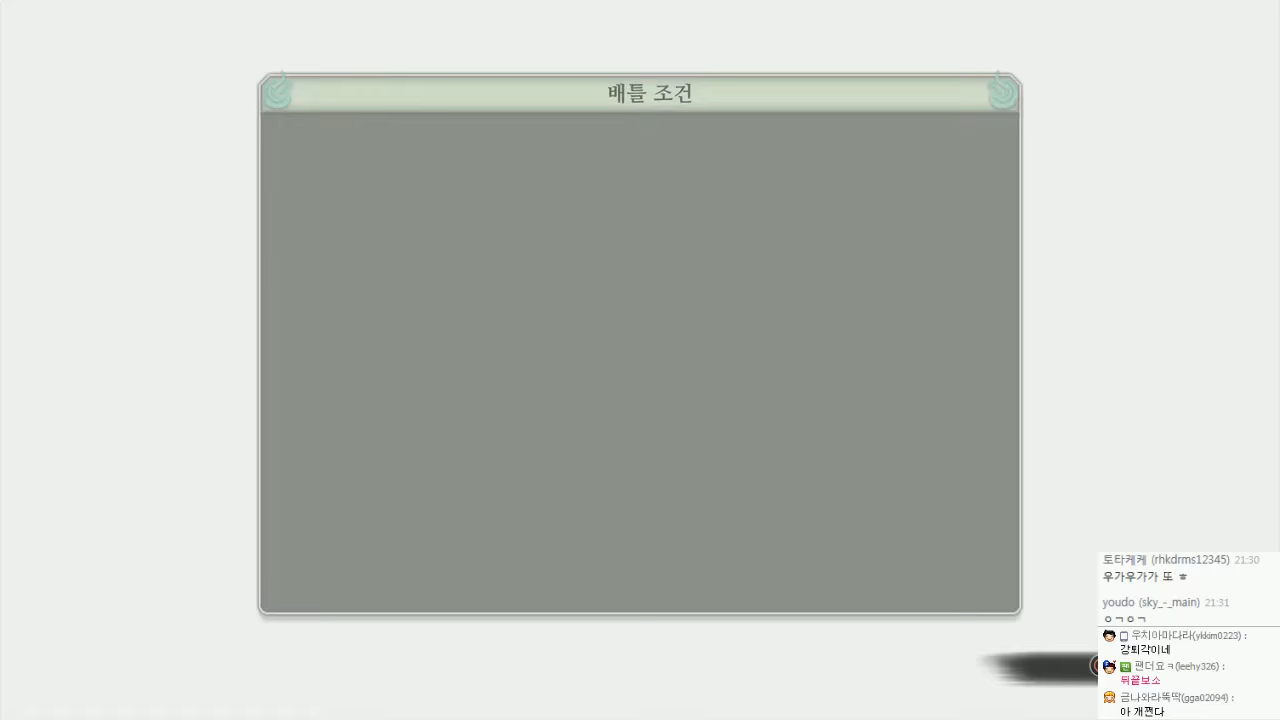 배틀 조건
토타케케 (rhkdrms12345) 21:30
우가우가가 또 ㅎ
youdo (sky_-_main) 21:31
ㅇㄱㅇㄱ
우치아마다라(ykkim0223) :
강퇴각이네
팬 팬더요ㅋ(leehy326) :
뒤끝보소
금나와라뚝딱(gga02094) :
아 개쩐다